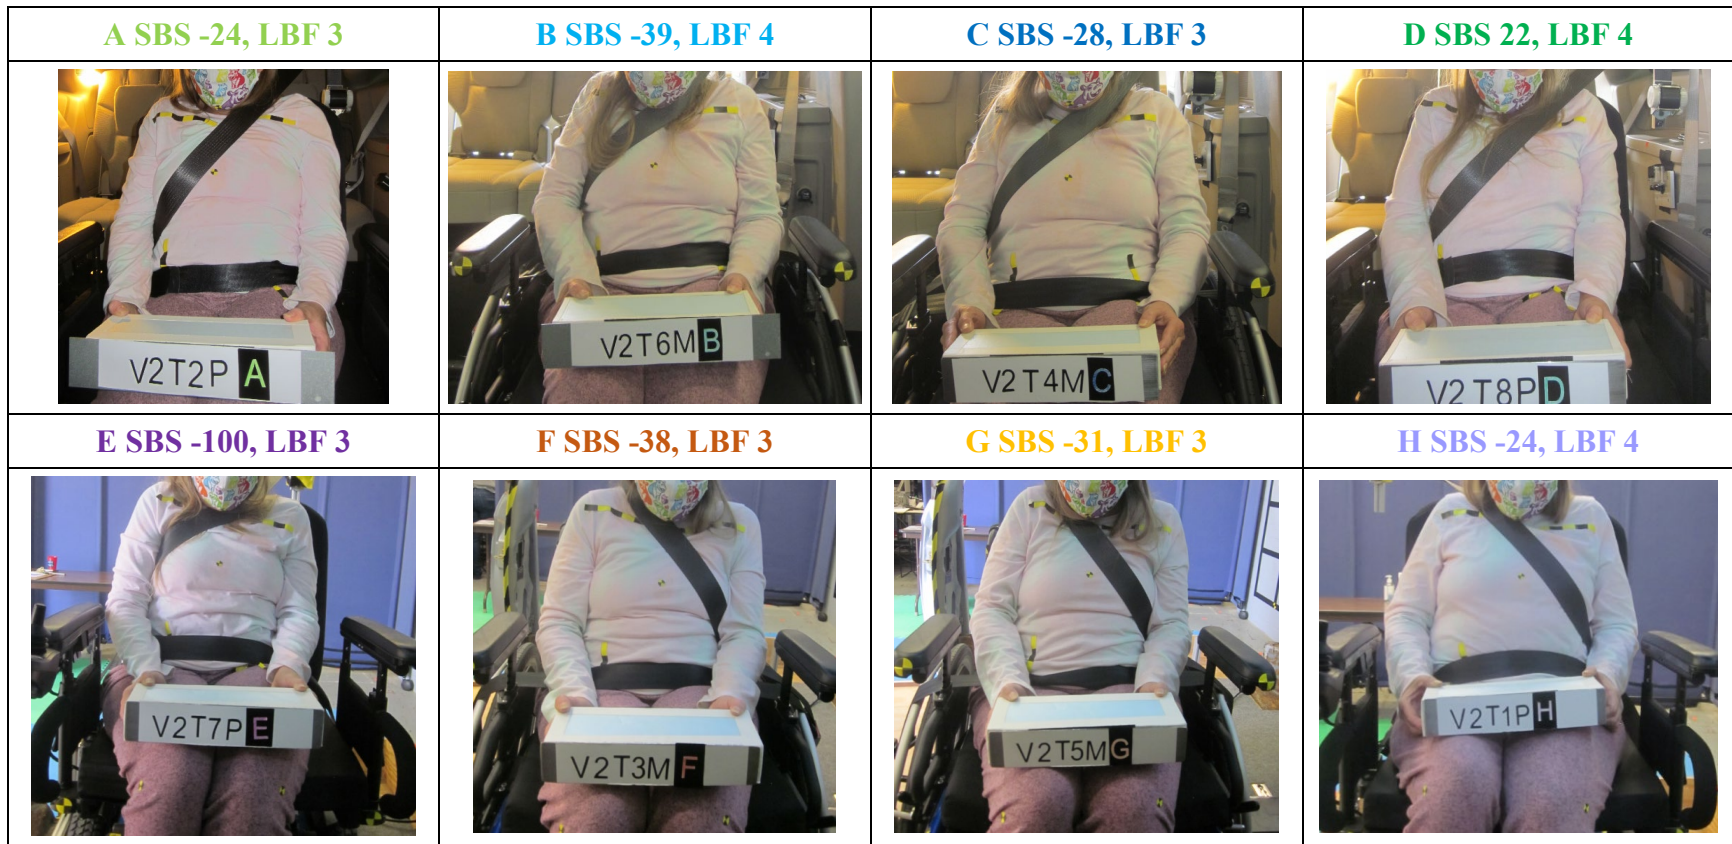 A SBS -24, LBF 3
B SBS -39, LBF 4
C SBS -28, LBF 3
D SBS 22, LBF 4
V2T2P A
V2T6M B
V2T4M C
V2T8P D
E SBS -100, LBF 3
F SBS -38, LBF 3
G SBS -31, LBF 3
H SBS -24, LBF 4
V2T7P E
V2T3M F
V2T5M G
V2T1P H